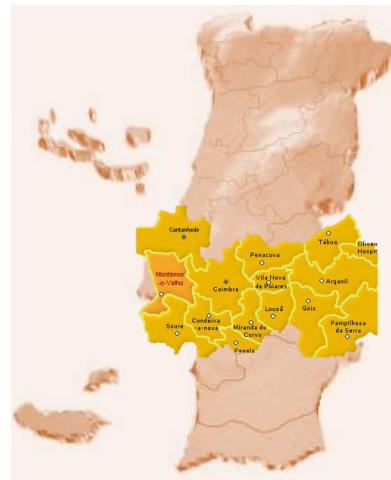 Cantanhede
Tábua
Montemor
-o-Velho
Penacova
Vila Nova
de Poiares
Coimbra
Arganil
Góis
Lousã
Condeixa
-a-nova
Soure
Miranda do
Corvo
Pampilhosa
da Serra
Penela